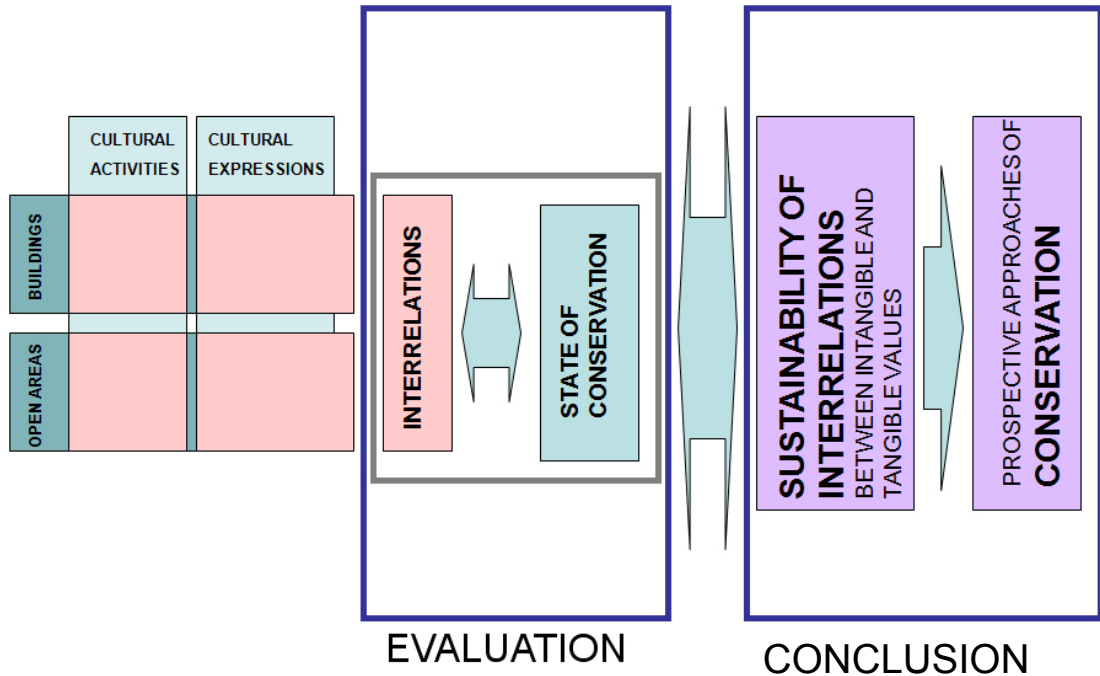 CULTURAL
ACTIVITIES
CULTURAL
EXPRESSIONS
BUILDINGS
OPEN AREAS
INTERRELATIONS
STATE OF
CONSERVATION
SUSTAINABILITY OF
INTERRELATIONS
BETWEEN INTANGIBLE AND
TANGIBLE VALUES
PROSPECTIVE APPROACHES OF
CONSERVATION
EVALUATION
CONCLUSION